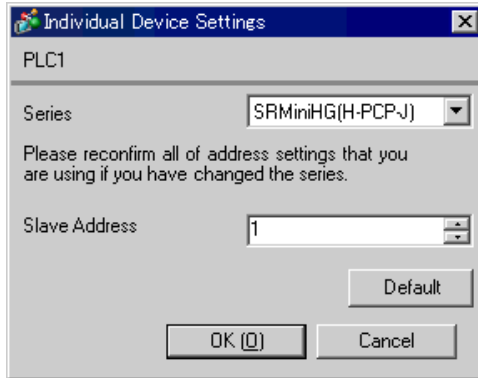 Individual Device Settings
PLC1
Series SRMiniHG(H-PCP-J)
Please reconfirm all of address settings that you
are using if you have changed the series.
Slave Address 1
Default
OK (O) Cancel